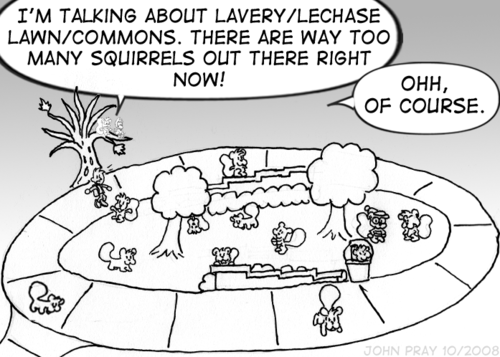 I'M TALKING ABOUT LAVERY/LECHASE
LAWN/COMMONS. THERE ARE WAY TOO
MANY SQUIRRELS OUT THERE RIGHT
NOW!
OHH,
OF COURSE.
JOHN PRAY 10/2008